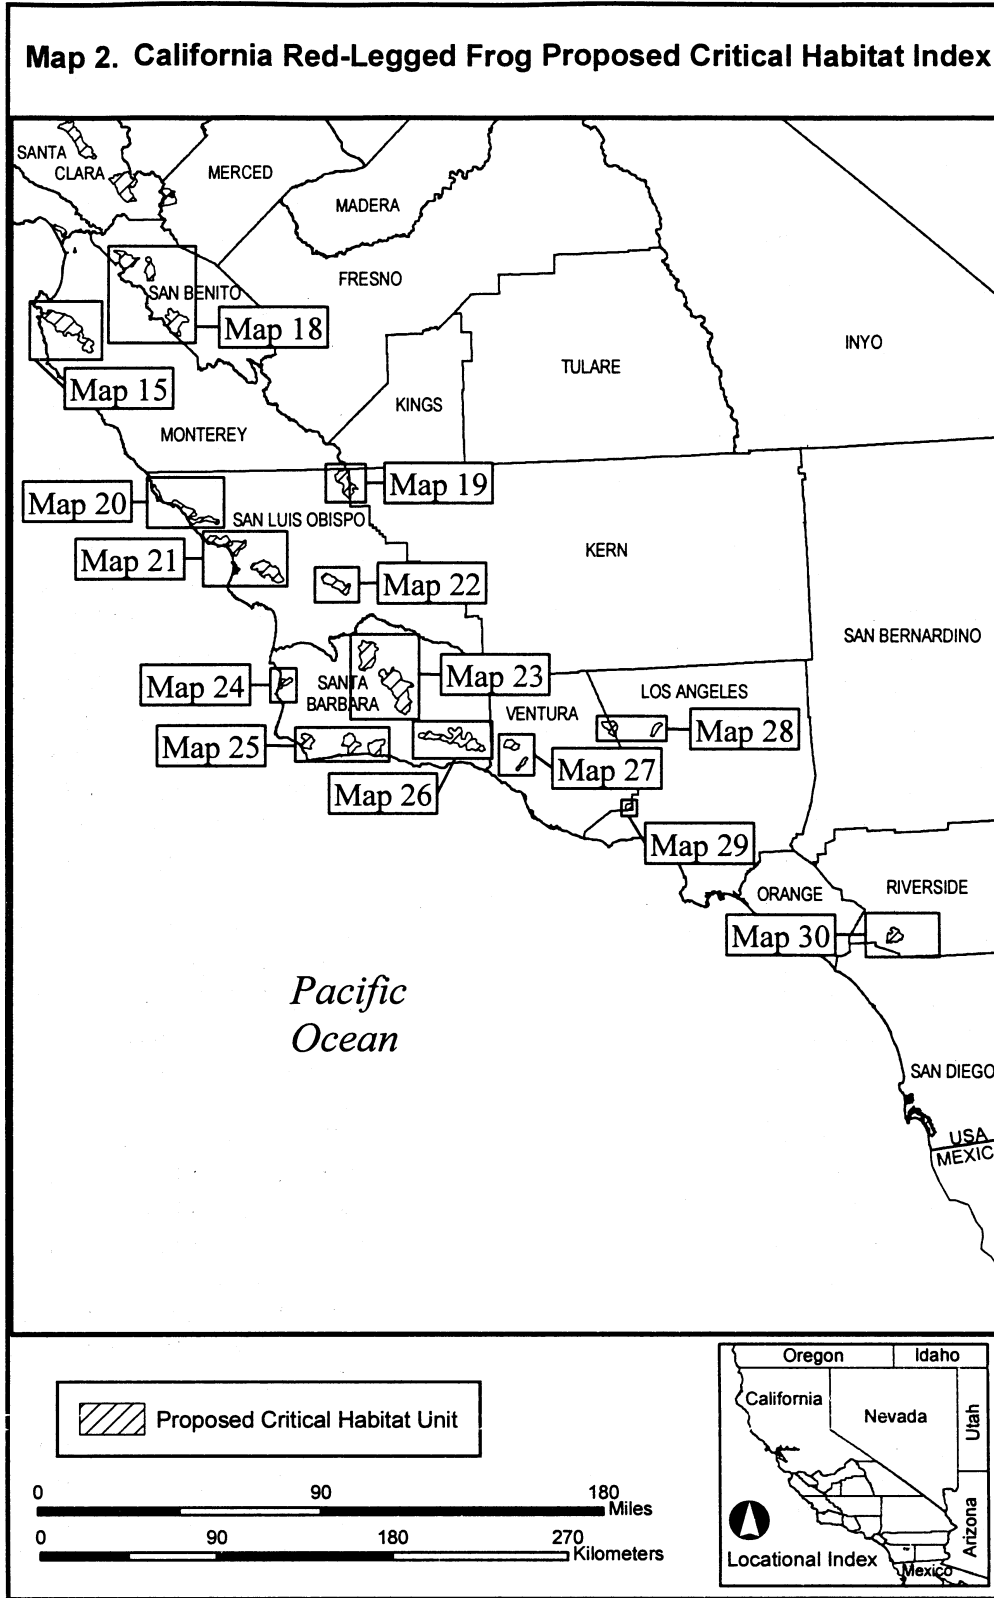 Map 2. California Red-Legged Frog Proposed Critical Habitat Index
SANTA
CLARA
MERCED
MADERA
FRESNO
SAN BENITO
Map 18
INYO
TULARE
Map 15
KINGS
MONTEREY
Map 19
Map 20
SAN LUIS OBISPO
Map 21
KERN
Map 22
SAN BERNARDINO
Map 24
SANTA
BARBARA
Map 23
LOS ANGELES
VENTURA
Map 28
Map 25
Map 27
Map 26
Map 29
ORANGE
RIVERSIDE
Map 30
Pacific
Ocean
SAN DIEGO
USA
MEXIC
Proposed Critical Habitat Unit
0 90 180
Miles
0 90 180 270
Kilometers
Oregon
Idaho
California
Nevada
Utah
Arizona
Locational Index
Mexico